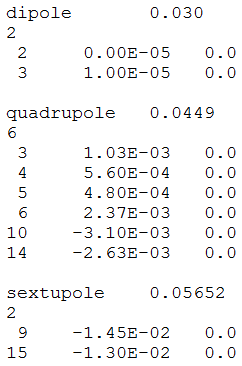 dipole 0.030
2
2 0.00E-05 0.0
3 1.00E-05 0.0
quadrupole 0.0449
6
3 1.03E-03 0.0
4 5.60E-04 0.0
5 4.80E-04 0.0
6 2.37E-03 0.0
10 -3.10E-03 0.0
14 -2.63E-03 0.0
sextupole 0.05652
2
9 -1.45E-02 0.0
15 -1.30E-02 0.0